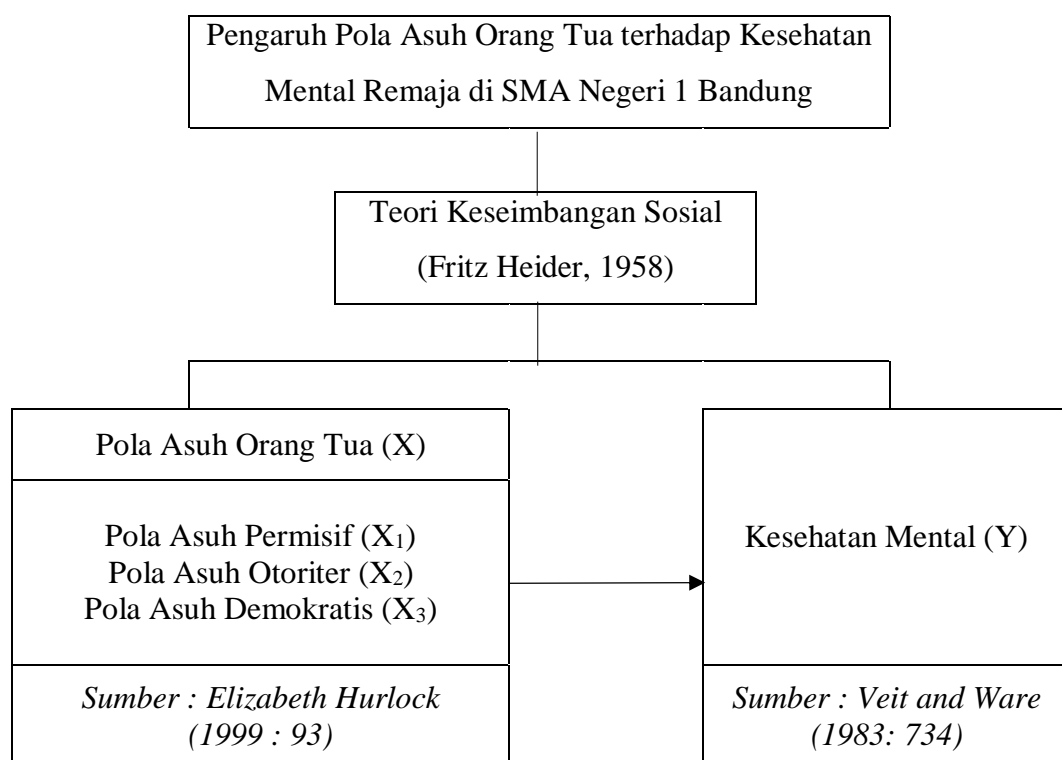 Pengaruh Pola Asuh Orang Tua terhadap Kesehatan
Mental Remaja di SMA Negeri 1 Bandung
Teori Keseimbangan Sosial
(Fritz Heider, 1958)
Pola Asuh Orang Tua (X)
Pola Asuh Permisif (X₁)
Pola Asuh Otoriter (X₂)
Pola Asuh Demokratis (X₃)
Sumber : Elizabeth Hurlock
(1999 : 93)
Kesehatan Mental (Y)
Sumber : Veit and Ware
(1983: 734)